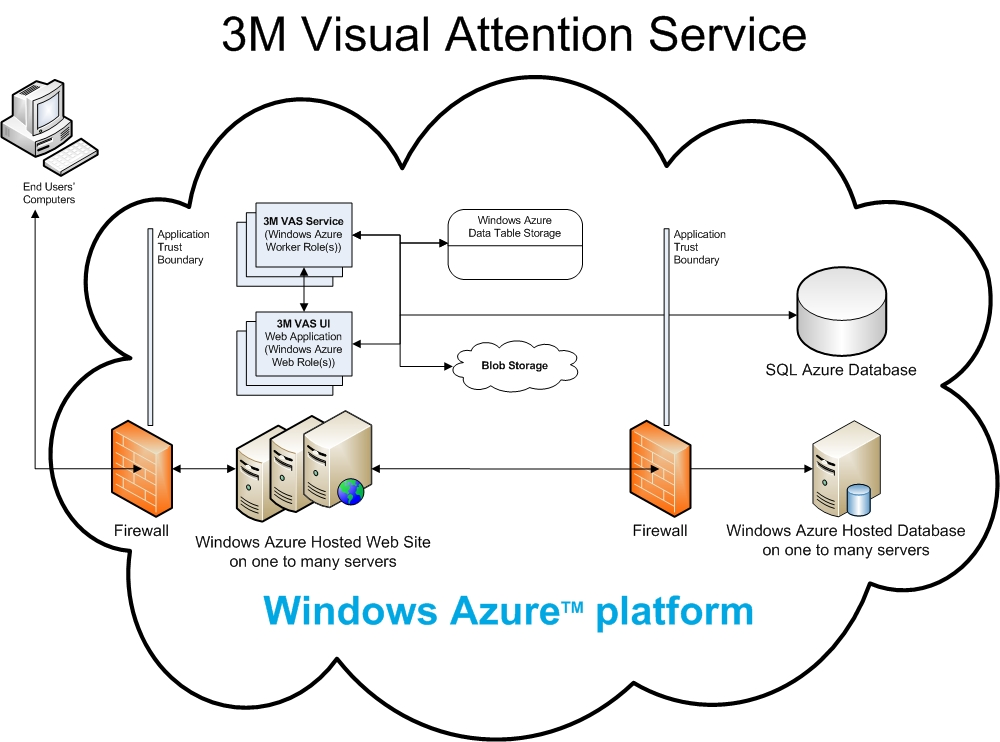 3M Visual Attention Service
End Users'
Computers
Application
Trust
Boundary
3M VAS Service
(Windows Azure
Worker Role(s))
Windows Azure
Data Table Storage
Application
Trust
Boundary
3M VAS UI
Web Application
(Windows Azure
Web Role(s))
Blob Storage
SQL Azure Database
Firewall
Windows Azure Hosted Web Site
on one to many servers
Firewall
Windows Azure Hosted Database
on one to many servers
Windows Azure™ platform